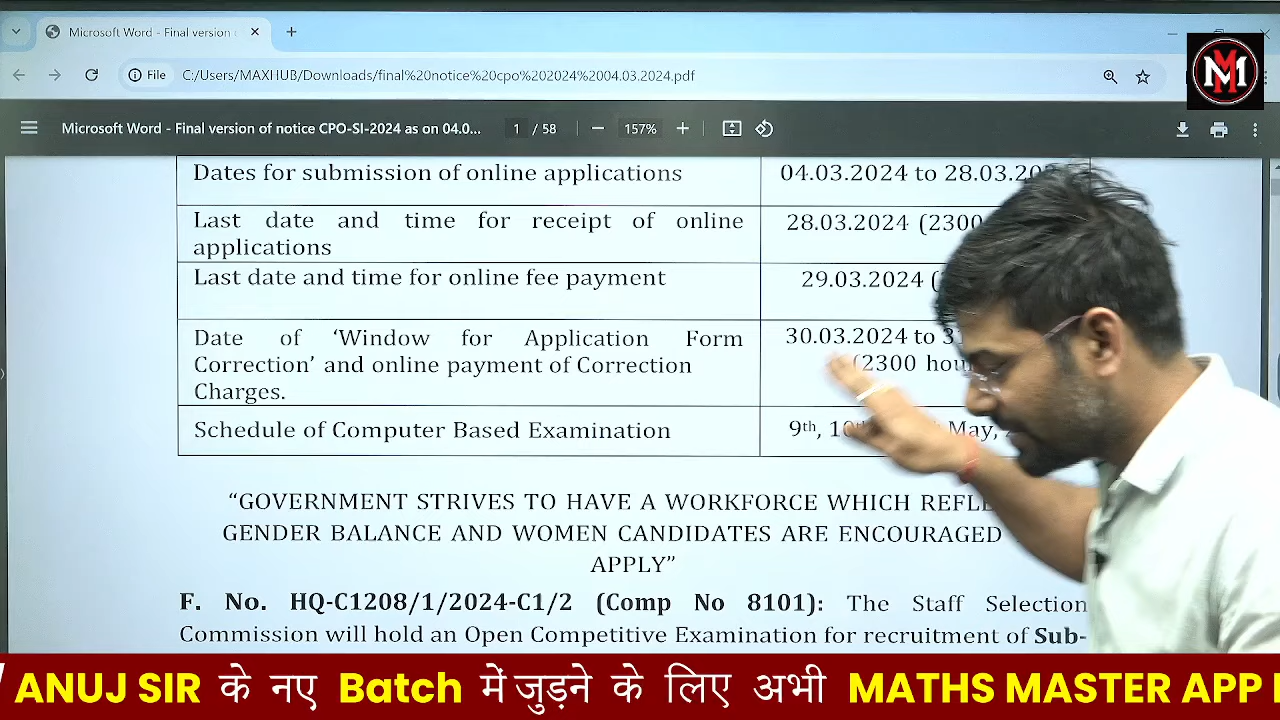 Microsoft Word - Final version
File C:/Users/MAXHUB/Downloads/final%20notice%20cpo%202024%2004.03.2024.pdf
MM
Microsoft Word - Final version of notice CPO-SI-2024 as on 04.0... 1 / 58 157%
Dates for submission of online applications 04.03.2024 to 28.03.20
Last date and time for receipt of online 28.03.2024 (2300
applications
Last date and time for online fee payment 29.03.2024 (
Date of ‘Window for Application Form 30.03.2024 to
Correction’ and online payment of Correction (2300
Charges.
Schedule of Computer Based Examination 9th, May,
“GOVERNMENT STRIVES TO HAVE A WORKFORCE WHICH
GENDER BALANCE AND WOMEN CANDIDATES ARE ENCOURAGED
APPLY”
F. No. HQ-C1208/1/2024-C1/2 (Comp No 8101): The Staff Selection
Commission will hold an Open Competitive Examination for recruitment of Sub-
ANUJ SIR के नए Batch में जुड़ने के लिए अभी MATHS MASTER APP